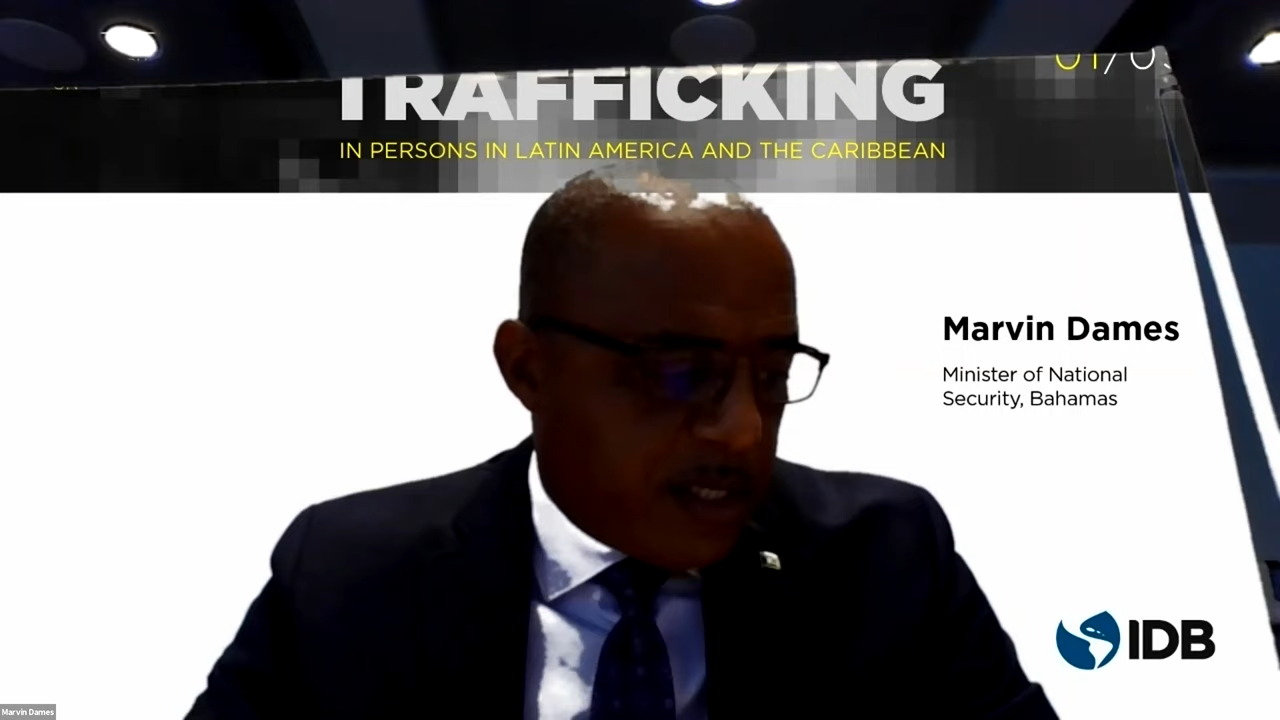 TRAFFICKING
IN PERSONS IN LATIN AMERICA AND THE CARIBBEAN
Marvin Dames
Minister of National
Security, Bahamas
IDB
Marvin Dames